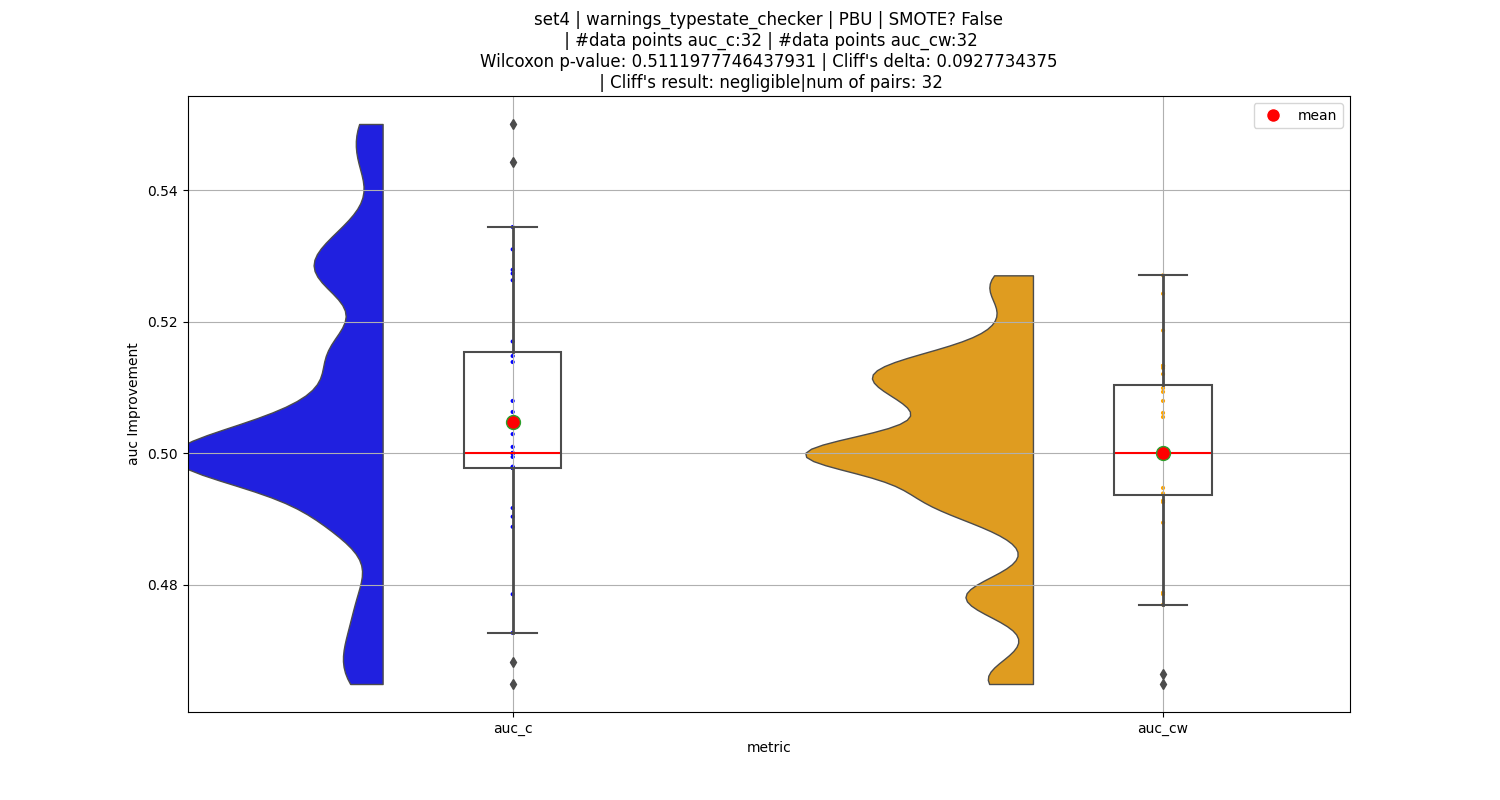 set4 | warnings_typestate_checker | PBU | SMOTE? False
| #data points auc_c:32 | #data points auc_cw:32
Wilcoxon p-value: 0.5111977746437931 | Cliff's delta: 0.0927734375
| Cliff's result: negligible|num of pairs: 32
mean
0.54
0.52
0.50
0.48
auc Improvement
auc_c
auc_cw
metric